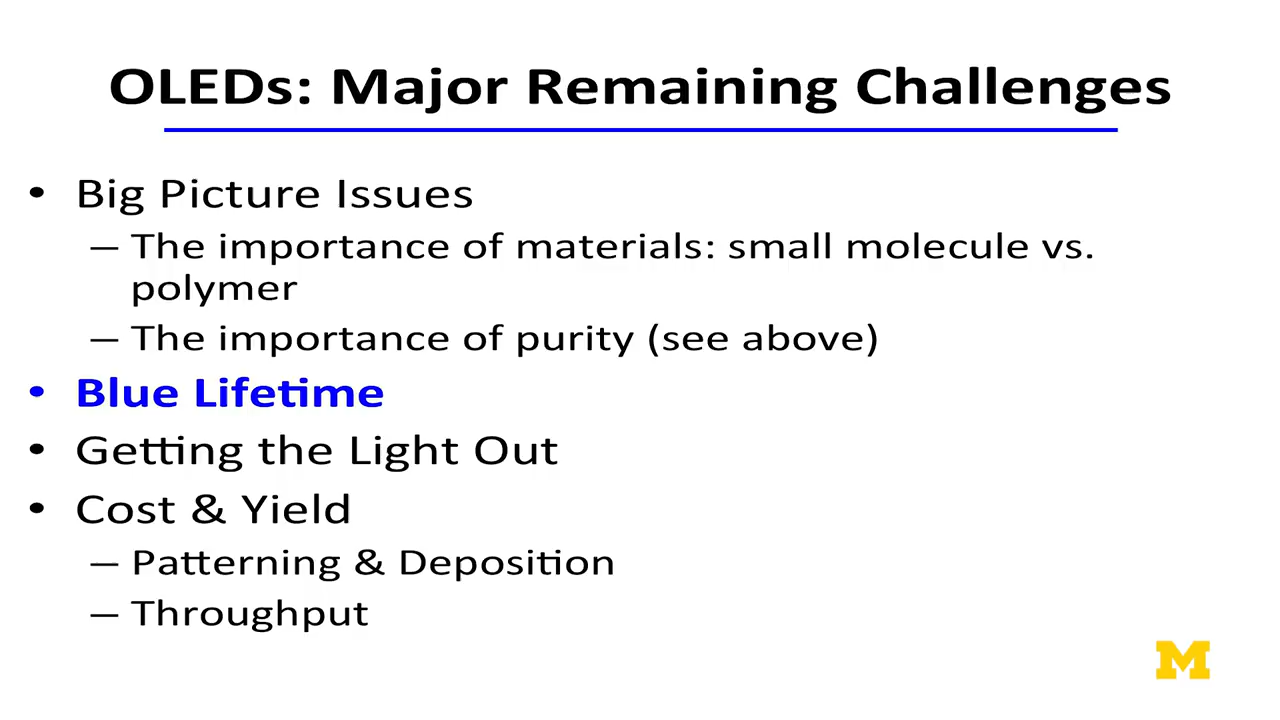 OLEDs: Major Remaining Challenges
• Big Picture Issues
– The importance of materials: small molecule vs.
polymer
– The importance of purity (see above)
• Blue Lifetime
• Getting the Light Out
• Cost & Yield
– Patterning & Deposition
– Throughput
M